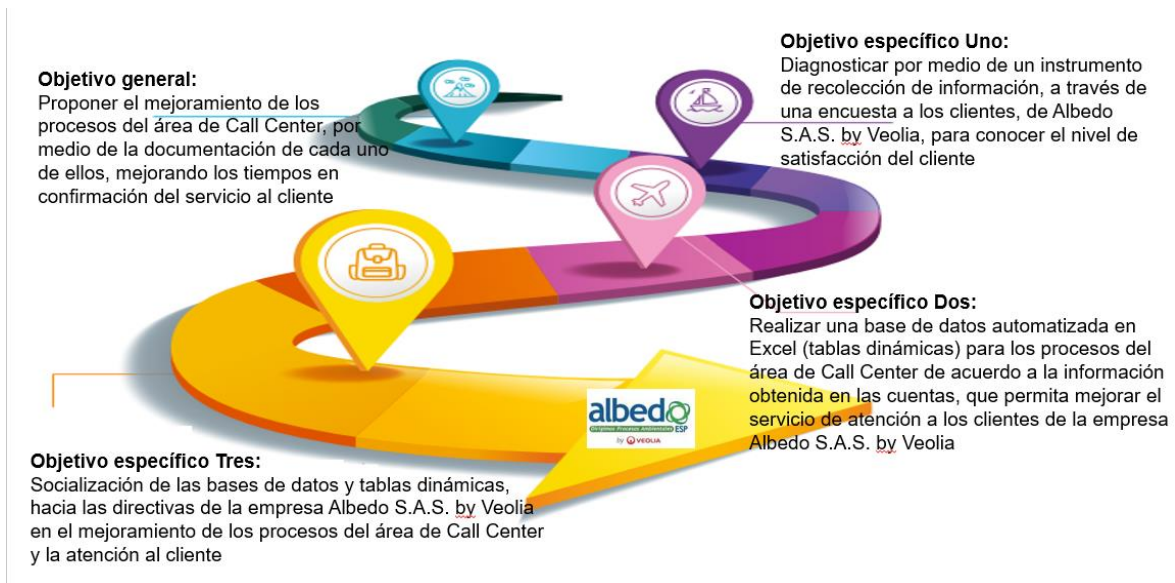 Objetivo general:
Proponer el mejoramiento de los
procesos del área de Call Center, por
medio de la documentación de cada uno
de ellos, mejorando los tiempos en
confirmación del servicio al cliente
Objetivo específico Uno:
Diagnosticar por medio de un instrumento
de recolección de información, a través de
una encuesta a los clientes, de Albedo
S.A.S. by Veolia, para conocer el nivel de
satisfacción del cliente
Objetivo específico Dos:
Realizar una base de datos automatizada en
Excel (tablas dinámicas) para los procesos del
área de Call Center de acuerdo a la información
obtenida en las cuentas, que permita mejorar el
servicio de atención a los clientes de la empresa
Albedo S.A.S. by Veolia
albedo
Dirigimos Procesos Ambientales ESP
by VEOLIA
Objetivo específico Tres:
Socialización de las bases de datos y tablas dinámicas,
hacia las directivas de la empresa Albedo S.A.S. by Veolia
en el mejoramiento de los procesos del área de Call Center
y la atención al cliente